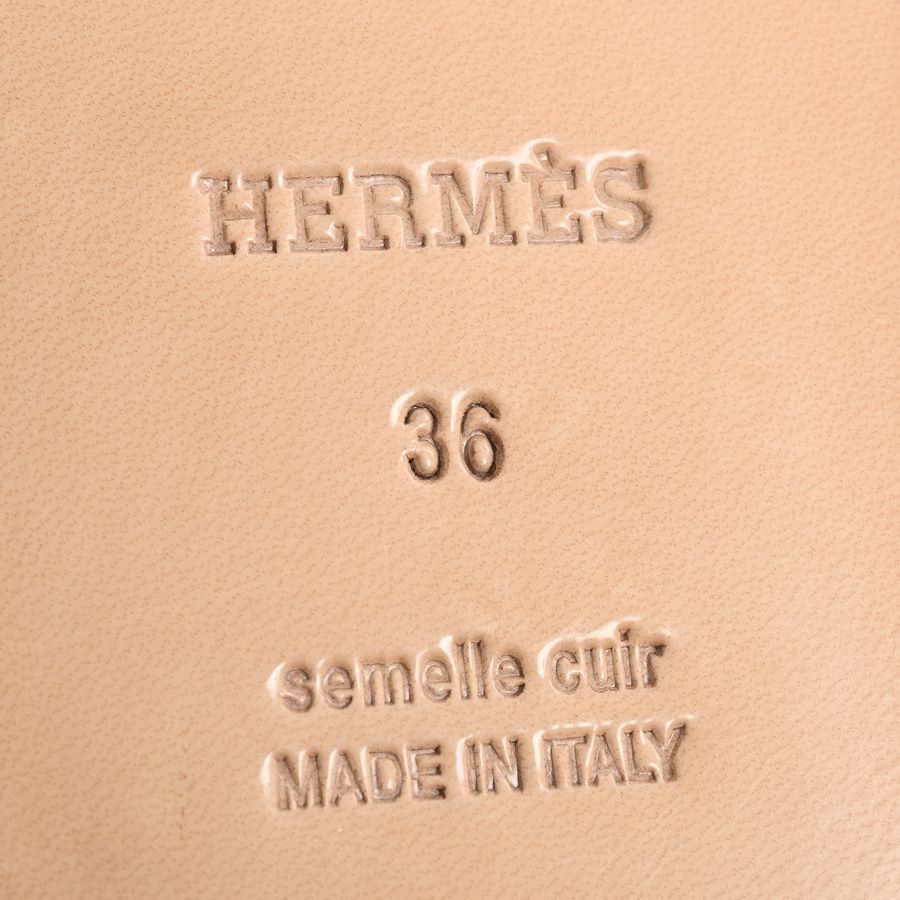 HERMÈS
36
semelle cuir
MADE IN ITALY